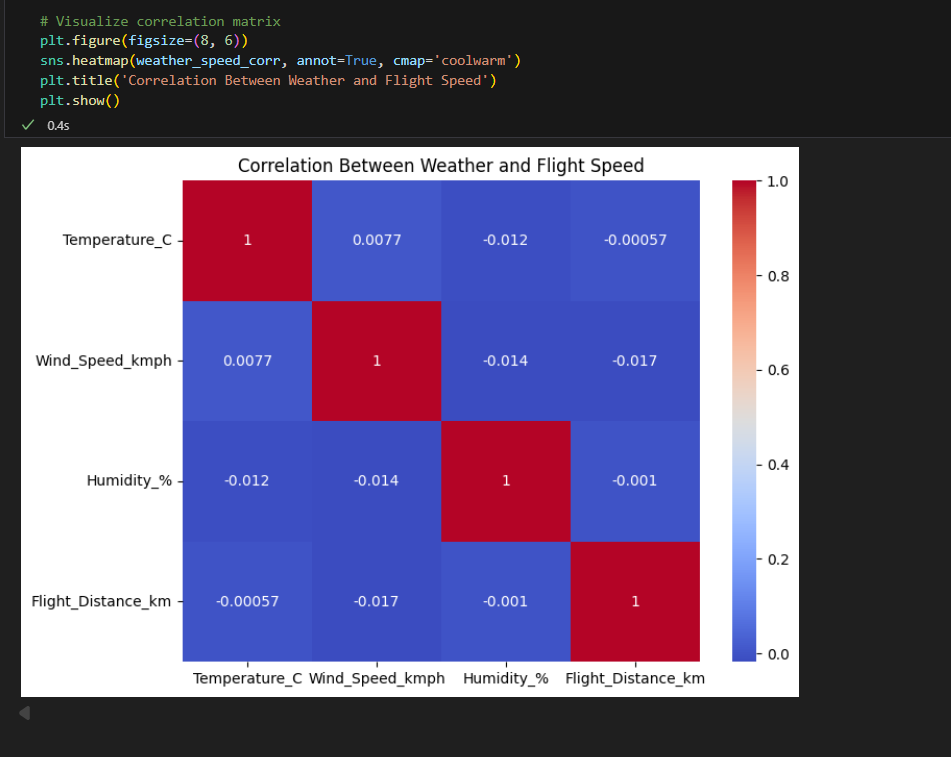 # Visualize correlation matrix
plt.figure(figsize=(8, 6))
sns.heatmap(weather_speed_corr, annot=True, cmap='coolwarm')
plt.title('Correlation Between Weather and Flight Speed')
plt.show()
0.4s
Correlation Between Weather and Flight Speed
Temperature_C 1 0.0077 -0.012 -0.00057
Wind_Speed_kmph 0.0077 1 -0.014 -0.017
Humidity_% -0.012 -0.014 1 -0.001
Flight_Distance_km -0.00057 -0.017 -0.001 1
Temperature_C Wind_Speed_kmph Humidity_% Flight_Distance_km
1.0
0.8
0.6
0.4
0.2
0.0